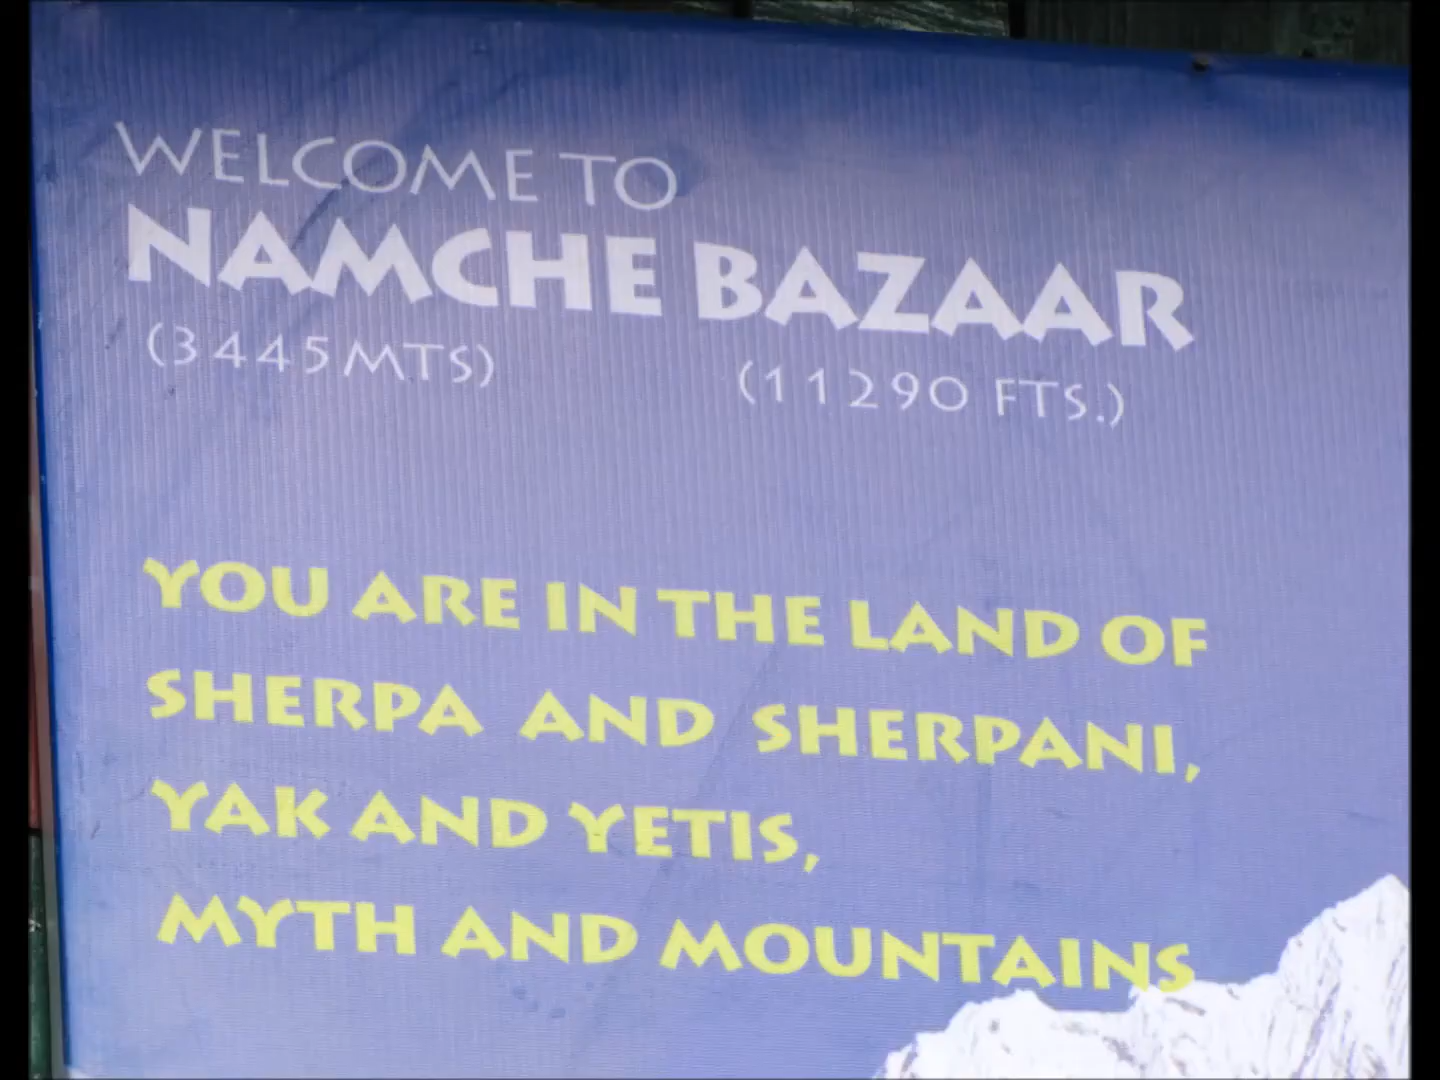 WELCOME TO
NAMCHE BAZAAR
(3445MTS) (11290 FTS.)
YOU ARE IN THE LAND OF
SHERPA AND SHERPANI,
YAK AND YETIS,
MYTH AND MOUNTAINS